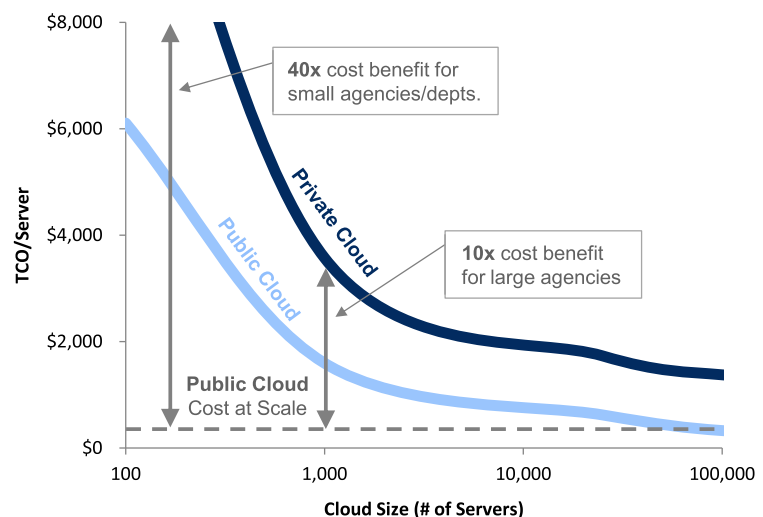 $8,000
40x cost benefit for
small agencies/depts.
$6,000
Private Cloud
TCO/Server
Public Cloud
$4,000
10x cost benefit
for large agencies
$2,000
Public Cloud
Cost at Scale
$0
100
1,000
10,000
100,000
Cloud Size (# of Servers)